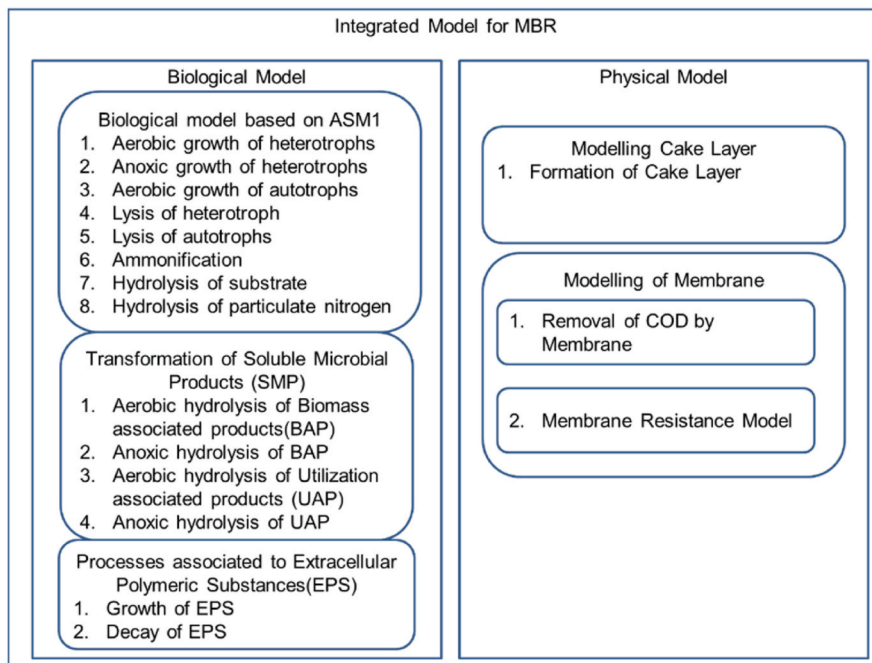 Integrated Model for MBR
Biological Model
Biological model based on ASM1
1. Aerobic growth of heterotrophs
2. Anoxic growth of heterotrophs
3. Aerobic growth of autotrophs
4. Lysis of heterotroph
5. Lysis of autotrophs
6. Ammonification
7. Hydrolysis of substrate
8. Hydrolysis of particulate nitrogen
Transformation of Soluble Microbial
Products (SMP)
1. Aerobic hydrolysis of Biomass
associated products(BAP)
2. Anoxic hydrolysis of BAP
3. Aerobic hydrolysis of Utilization
associated products (UAP)
4. Anoxic hydrolysis of UAP
Processes associated to Extracellular
Polymeric Substances(EPS)
1. Growth of EPS
2. Decay of EPS
Physical Model
Modelling Cake Layer
1. Formation of Cake Layer
Modelling of Membrane
1. Removal of COD by
Membrane
2. Membrane Resistance Model